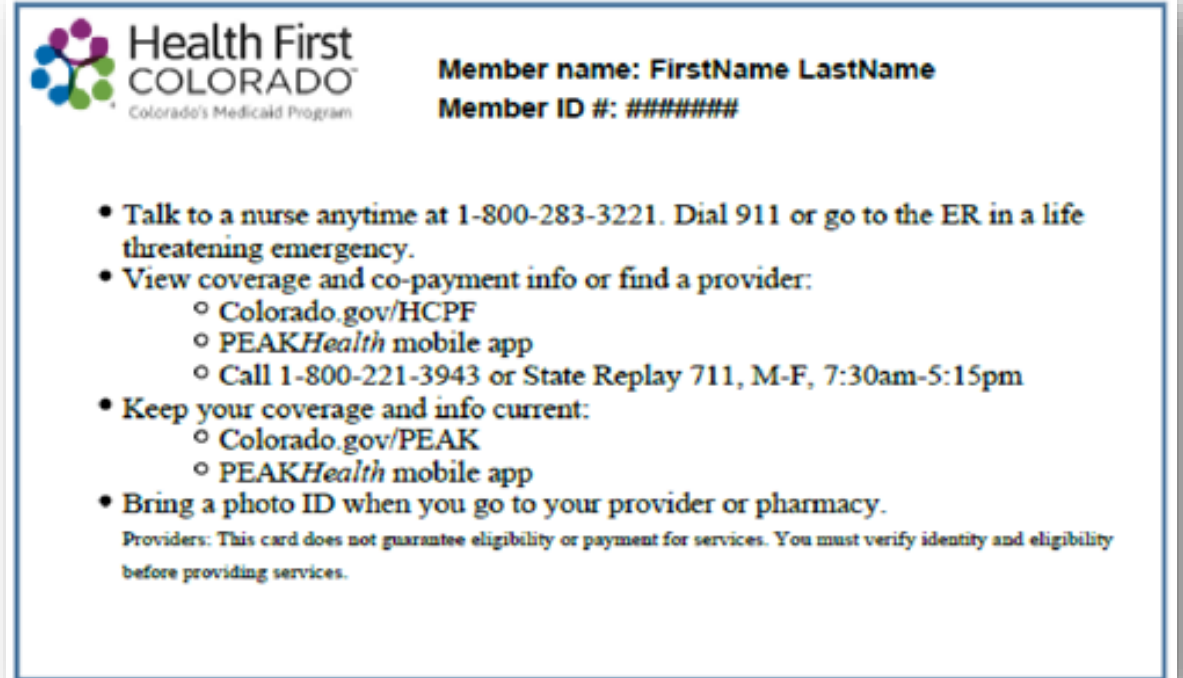 Health First
COLORADO™
Colorado's Medicaid Program
Member name: FirstName LastName
Member ID #: #######
• Talk to a nurse anytime at 1-800-283-3221. Dial 911 or go to the ER in a life
threatening emergency.
• View coverage and co-payment info or find a provider:
○ Colorado.gov/HCPF
○ PEAKHealth mobile app
○ Call 1-800-221-3943 or State Replay 711, M-F, 7:30am-5:15pm
• Keep your coverage and info current:
○ Colorado.gov/PEAK
○ PEAKHealth mobile app
• Bring a photo ID when you go to your provider or pharmacy.
Providers: This card does not guarantee eligibility or payment for services. You must verify identity and eligibility
before providing services.